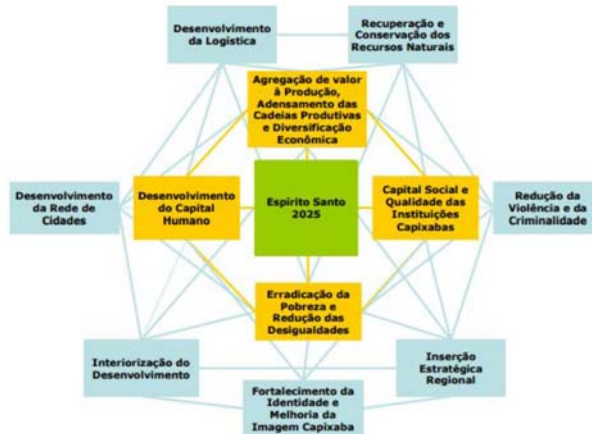 Desenvolvimento
da Logística
Recuperação e
Conservação dos
Recursos Naturais
Agregação de valor
à Produção,
Adensamento das
Cadeias Produtivas
e Diversificação
Econômica
Desenvolvimento
da Rede de
Cidades
Desenvolvimento
do Capital
Humano
Espírito Santo
2025
Capital Social e
Qualidade das
Instituições
Capixabas
Redução da
Violência e da
Criminalidade
Erradicação da
Pobreza e
Redução das
Desigualdades
Interiorização do
Desenvolvimento
Fortalecimento da
Identidade e
Melhoria da
Imagem Capixaba
Inserção
Estratégica
Regional